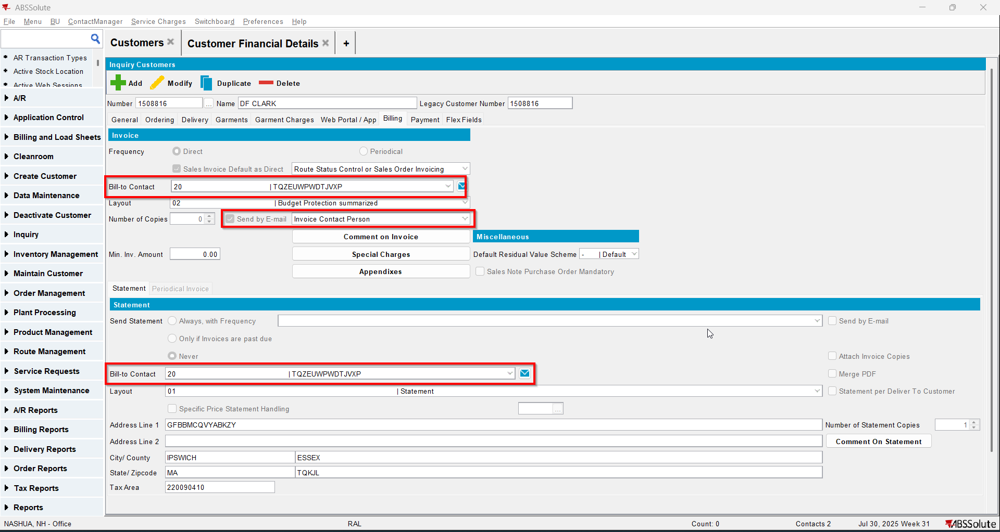 ABSSolute
File Menu BU ContactManager Service Charges Switchboard Preferences Help
Customers Customer Financial Details +
AR Transaction Types
Active Stock Location
Active Web Sessions
A/R
Application Control
Billing and Load Sheets
Cleanroom
Create Customer
Data Maintenance
Deactivate Customer
Inquiry
Inventory Management
Maintain Customer
Order Management
Plant Processing
Product Management
Route Management
Service Requests
System Maintenance
A/R Reports
Billing Reports
Delivery Reports
Order Reports
Tax Reports
Reports
Inquiry Customers
Add Modify Duplicate Delete
Number 1508816 ... Name DF CLARK Legacy Customer Number 1508816
General Ordering Delivery Garments Garment Charges Web Portal / App Billing Payment Flex Fields
Invoice
Frequency Direct Periodical
Sales Invoice Default as Direct Route Status Control or Sales Order Invoicing
Bill-to Contact 20 | TQZEUWPWDTJVXP
Layout 02 | Budget Protection summarized
Number of Copies 0 Send by E-mail Invoice Contact Person
Comment on Invoice Miscellaneous
Min. Inv. Amount 0.00 Special Charges Default Residual Value Scheme - | Default
Appendixes Sales Note Purchase Order Mandatory
Statement Periodical Invoice
Statement
Send Statement Always, with Frequency Send by E-mail
Only if Invoices are past due
Never Attach Invoice Copies
Bill-to Contact 20 | TQZEUWPWDTJVXP Merge PDF
Layout 01 | Statement Statement per Deliver To Customer
Specific Price Statement Handling ...
Address Line 1 GFBBMCQVYABKZY Number of Statement Copies 1
Address Line 2 Comment On Statement
City/ County IPSWICH ESSEX
State/ Zipcode MA TQKJL
Tax Area 220090410
NASHUA, NH - Office RAL Count: 0 Contacts 2 Jul 30, 2025 Week 31 ABSSolute